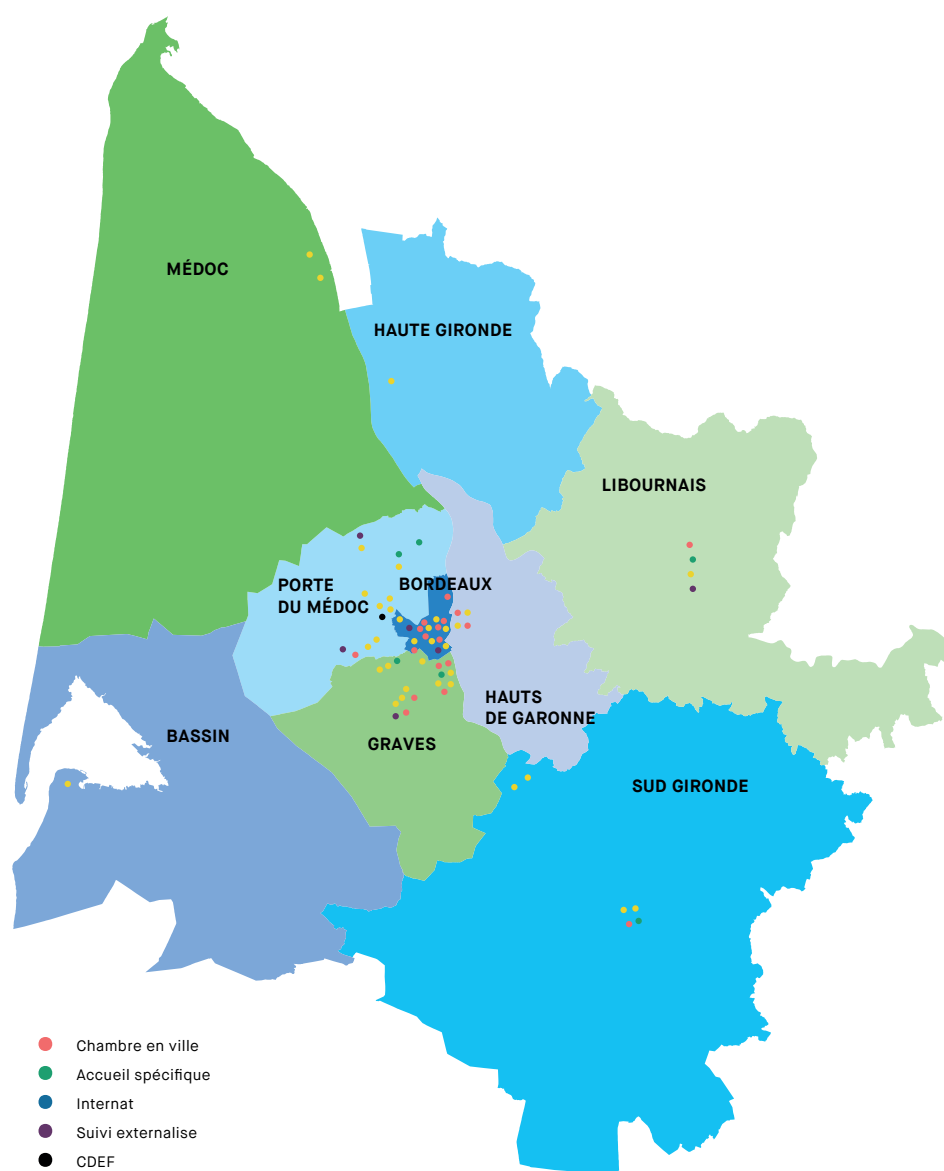 MÉDOC
HAUTE GIRONDE
LIBOURNAIS
PORTE
DU MÉDOC
BORDEAUX
HAUTS
DE GARONNE
BASSIN
GRAVES
SUD GIRONDE
Chambre en ville
Accueil spécifique
Internat
Suivi externalise
CDEF